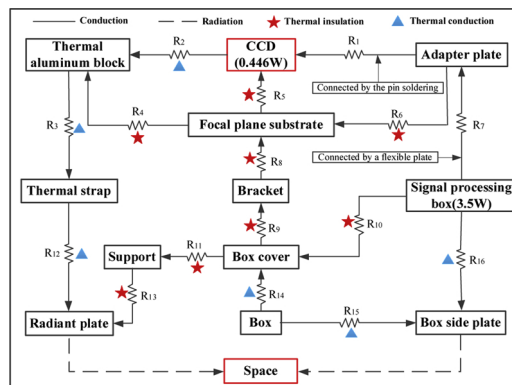 Conduction
Radiation
Thermal insulation
Thermal conduction
Thermal
aluminum block
R2
CCD
(0.446W)
R1
Adapter plate
Connected by the pin soldering
R3
R4
R5
R6
R7
Focal plane substrate
R8
Connected by a flexible plate
Thermal strap
Bracket
Signal processing
box(3.5W)
R9
R10
R12
Support
R11
Box cover
R16
R13
R14
Radiant plate
Box
R15
Box side plate
Space